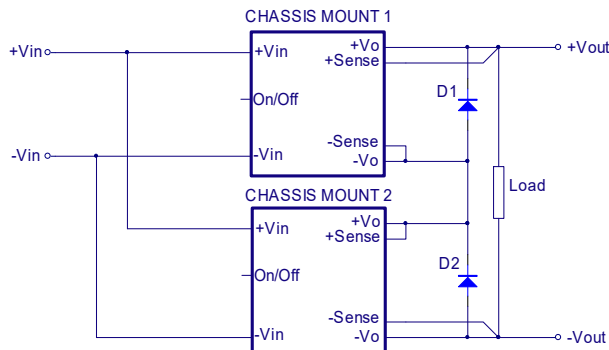 CHASSIS MOUNT 1
+Vin
+Vin
+Vo
+Vout
+Sense
D1
On/Off
-Sense
-Vin
-Vin
-Vo
Load
CHASSIS MOUNT 2
+Vin
+Vo
+Sense
D2
On/Off
-Sense
-Vin
-Vo
-Vout